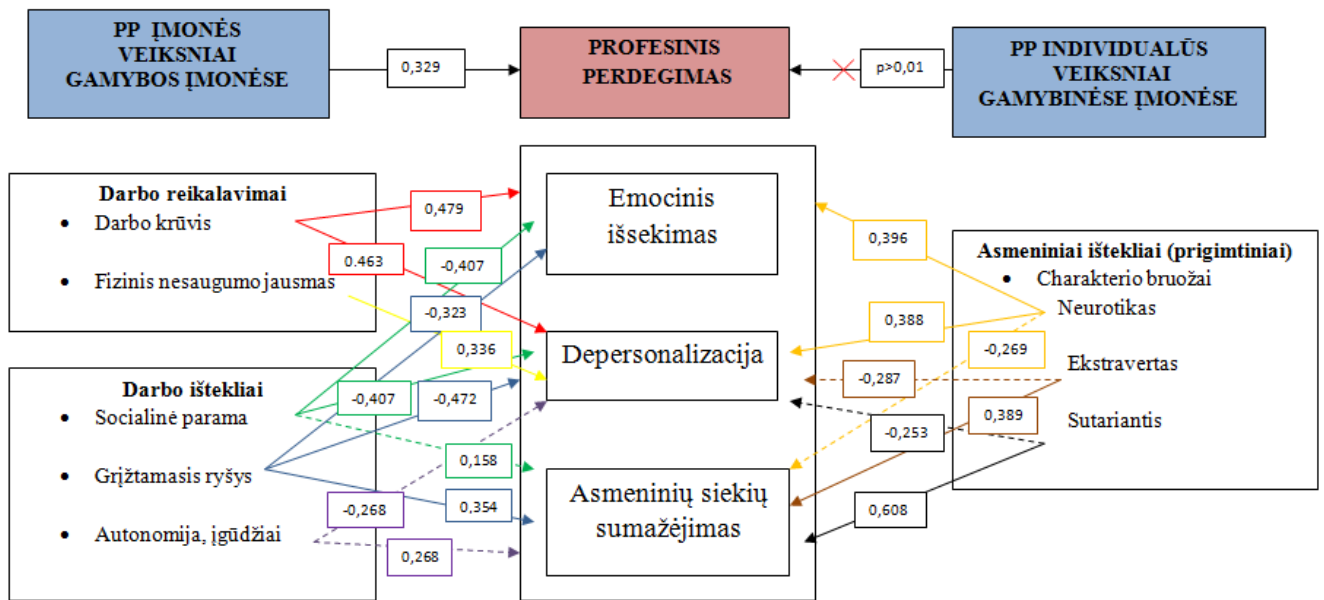 PP ĮMONĖS
VEIKSNIAI
GAMYBOS ĮMONĖSE
0,329
PROFESINIS
PERDEGIMAS
p>0,01
PP INDIVIDUALŪS
VEIKSNIAI
GAMYBINĖSE ĮMONĖSE
Darbo reikalavimai
• Darbo krūvis
• Fizinis nesaugumo jausmas
Darbo ištekliai
• Socialinė parama
• Grįžtamasis ryšys
• Autonomija, įgūdžiai
0,479
0.463
-0,407
-0,323
0,336
-0,407
-0,472
0,158
-0,268
0,354
0,268
Emocinis
išsekimas
Depersonalizacija
Asmeninių siekių
sumažėjimas
0,396
0,388
-0,269
-0,287
0,389
-0,253
0,608
Asmeniniai ištekliai (prigimtiniai)
• Charakterio bruožai
Neurotikas
Ekstravertas
Sutariantis